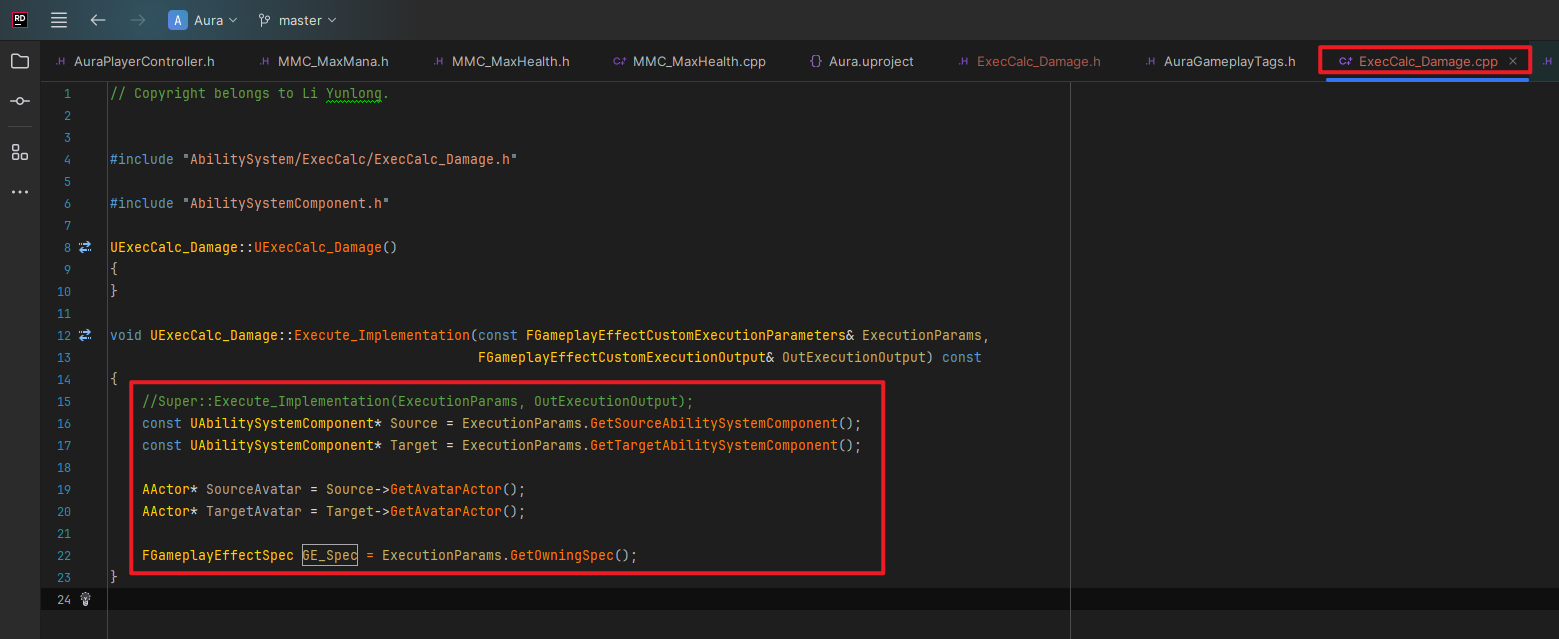 RD
A Aura master
.H AuraPlayerController.h .H MMC_MaxMana.h .H MMC_MaxHealth.h C+ MMC_MaxHealth.cpp {} Aura.uproject .H ExecCalc_Damage.h .H AuraGameplayTags.h C+ ExecCalc_Damage.cpp × .H
1 // Copyright belongs to Li Yunlong.
2
3
4 #include "AbilitySystem/ExecCalc/ExecCalc_Damage.h"
5
6 #include "AbilitySystemComponent.h"
7
8 UExecCalc_Damage::UExecCalc_Damage()
9 {
10 }
11
12 void UExecCalc_Damage::Execute_Implementation(const FGameplayEffectCustomExecutionParameters& ExecutionParams,
13 FGameplayEffectCustomExecutionOutput& OutExecutionOutput) const
14 {
15 //Super::Execute_Implementation(ExecutionParams, OutExecutionOutput);
16 const UAbilitySystemComponent* Source = ExecutionParams.GetSourceAbilitySystemComponent();
17 const UAbilitySystemComponent* Target = ExecutionParams.GetTargetAbilitySystemComponent();
18
19 AActor* SourceAvatar = Source->GetAvatarActor();
20 AActor* TargetAvatar = Target->GetAvatarActor();
21
22 FGameplayEffectSpec GE_Spec = ExecutionParams.GetOwningSpec();
23 }
24